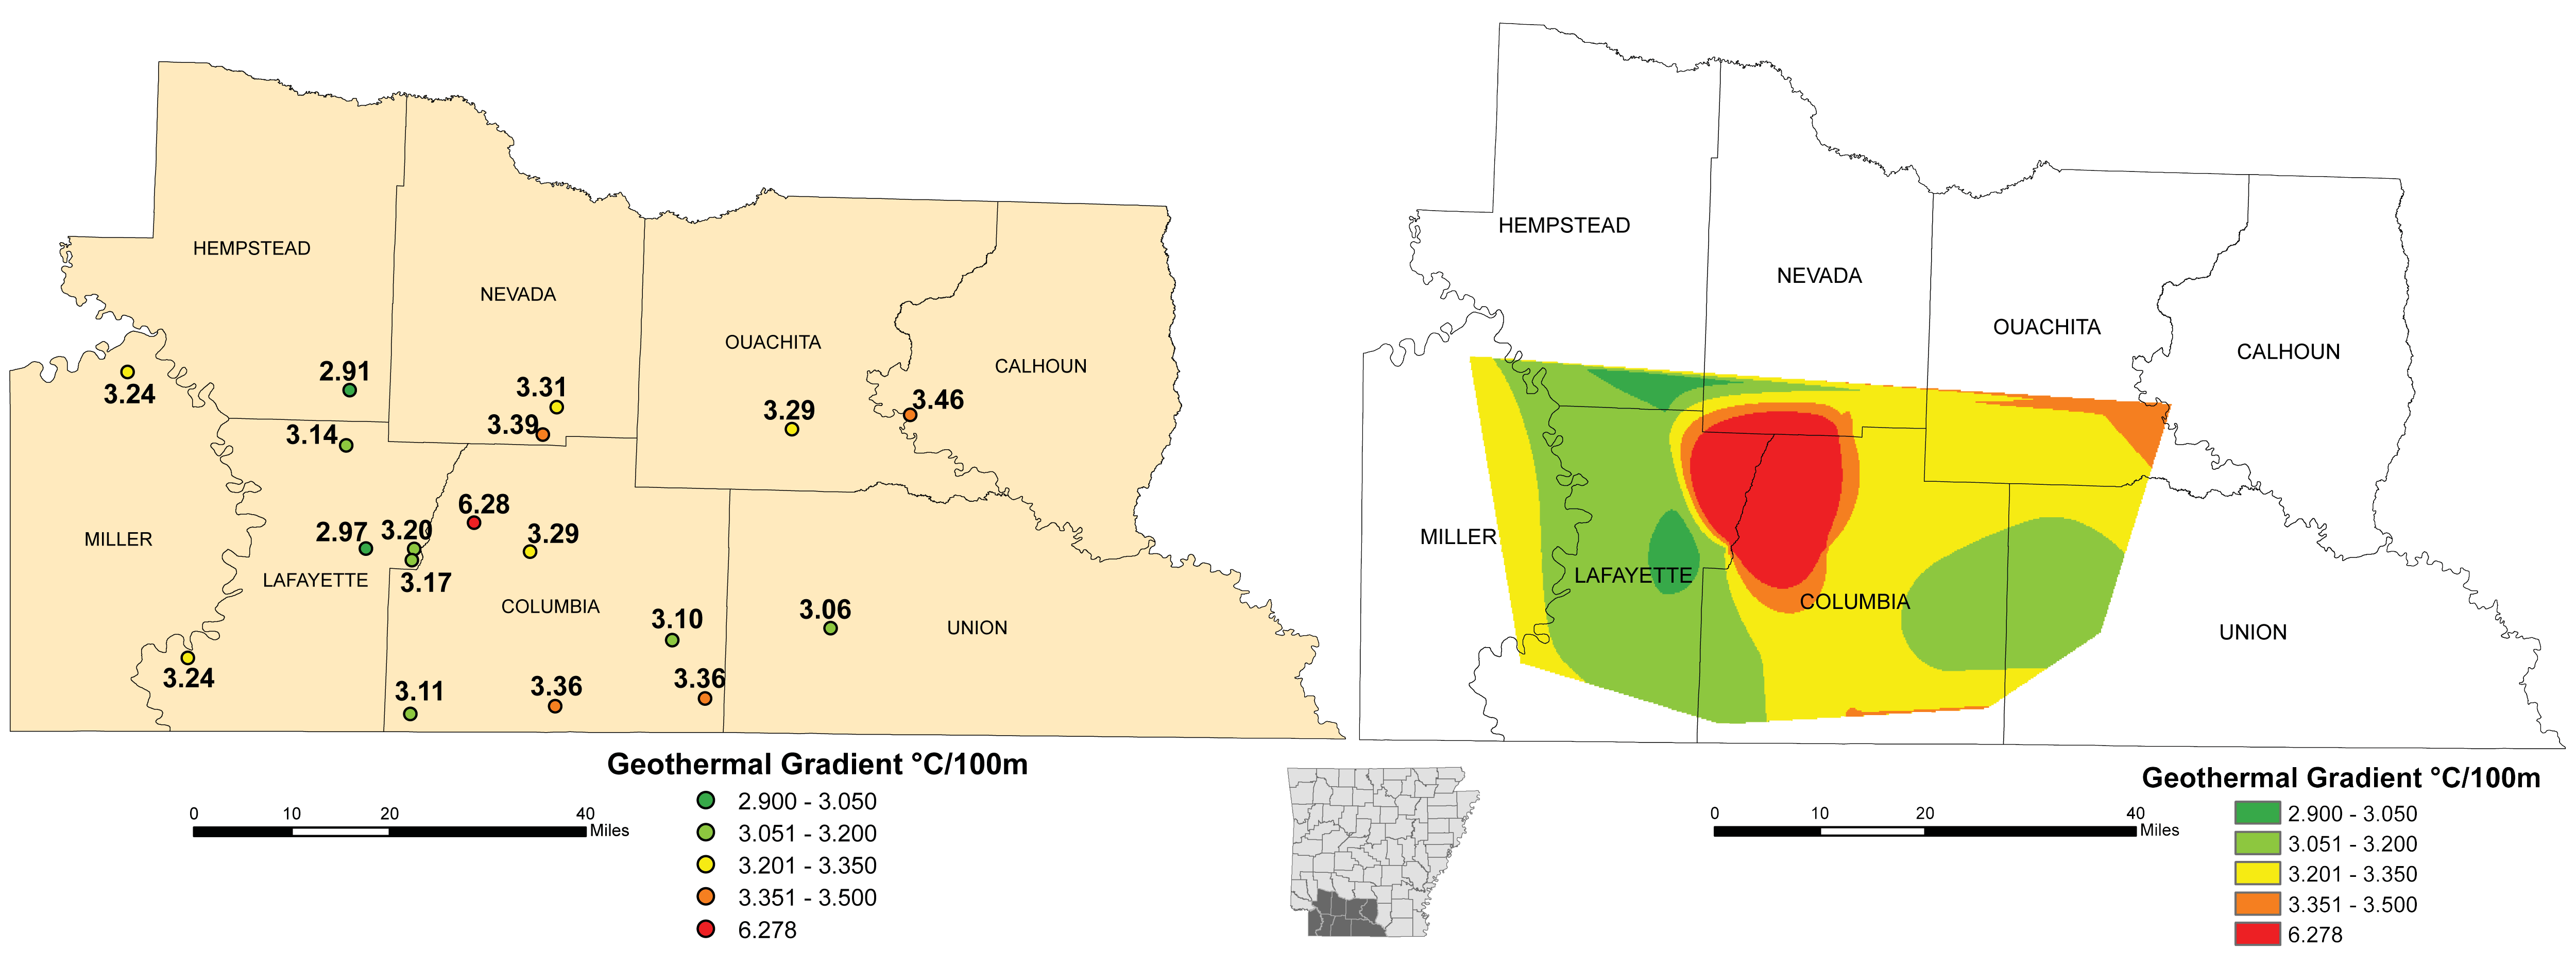 HEMPSTEAD
NEVADA
OUACHITA
CALHOUN
2.91
3.24
3.31
3.39
3.29
3.46
3.14
6.28
2.97
3.20
3.29
MILLER
LAFAYETTE
3.17
COLUMBIA
3.10
3.06
UNION
3.24
3.11
3.36
3.36
Geothermal Gradient °C/100m
2.900 - 3.050
3.051 - 3.200
3.201 - 3.350
3.351 - 3.500
6.278
0 10 20 40
Miles
HEMPSTEAD
NEVADA
OUACHITA
CALHOUN
MILLER
LAFAYETTE
COLUMBIA
UNION
0 10 20 40
Miles
Geothermal Gradient °C/100m
2.900 - 3.050
3.051 - 3.200
3.201 - 3.350
3.351 - 3.500
6.278